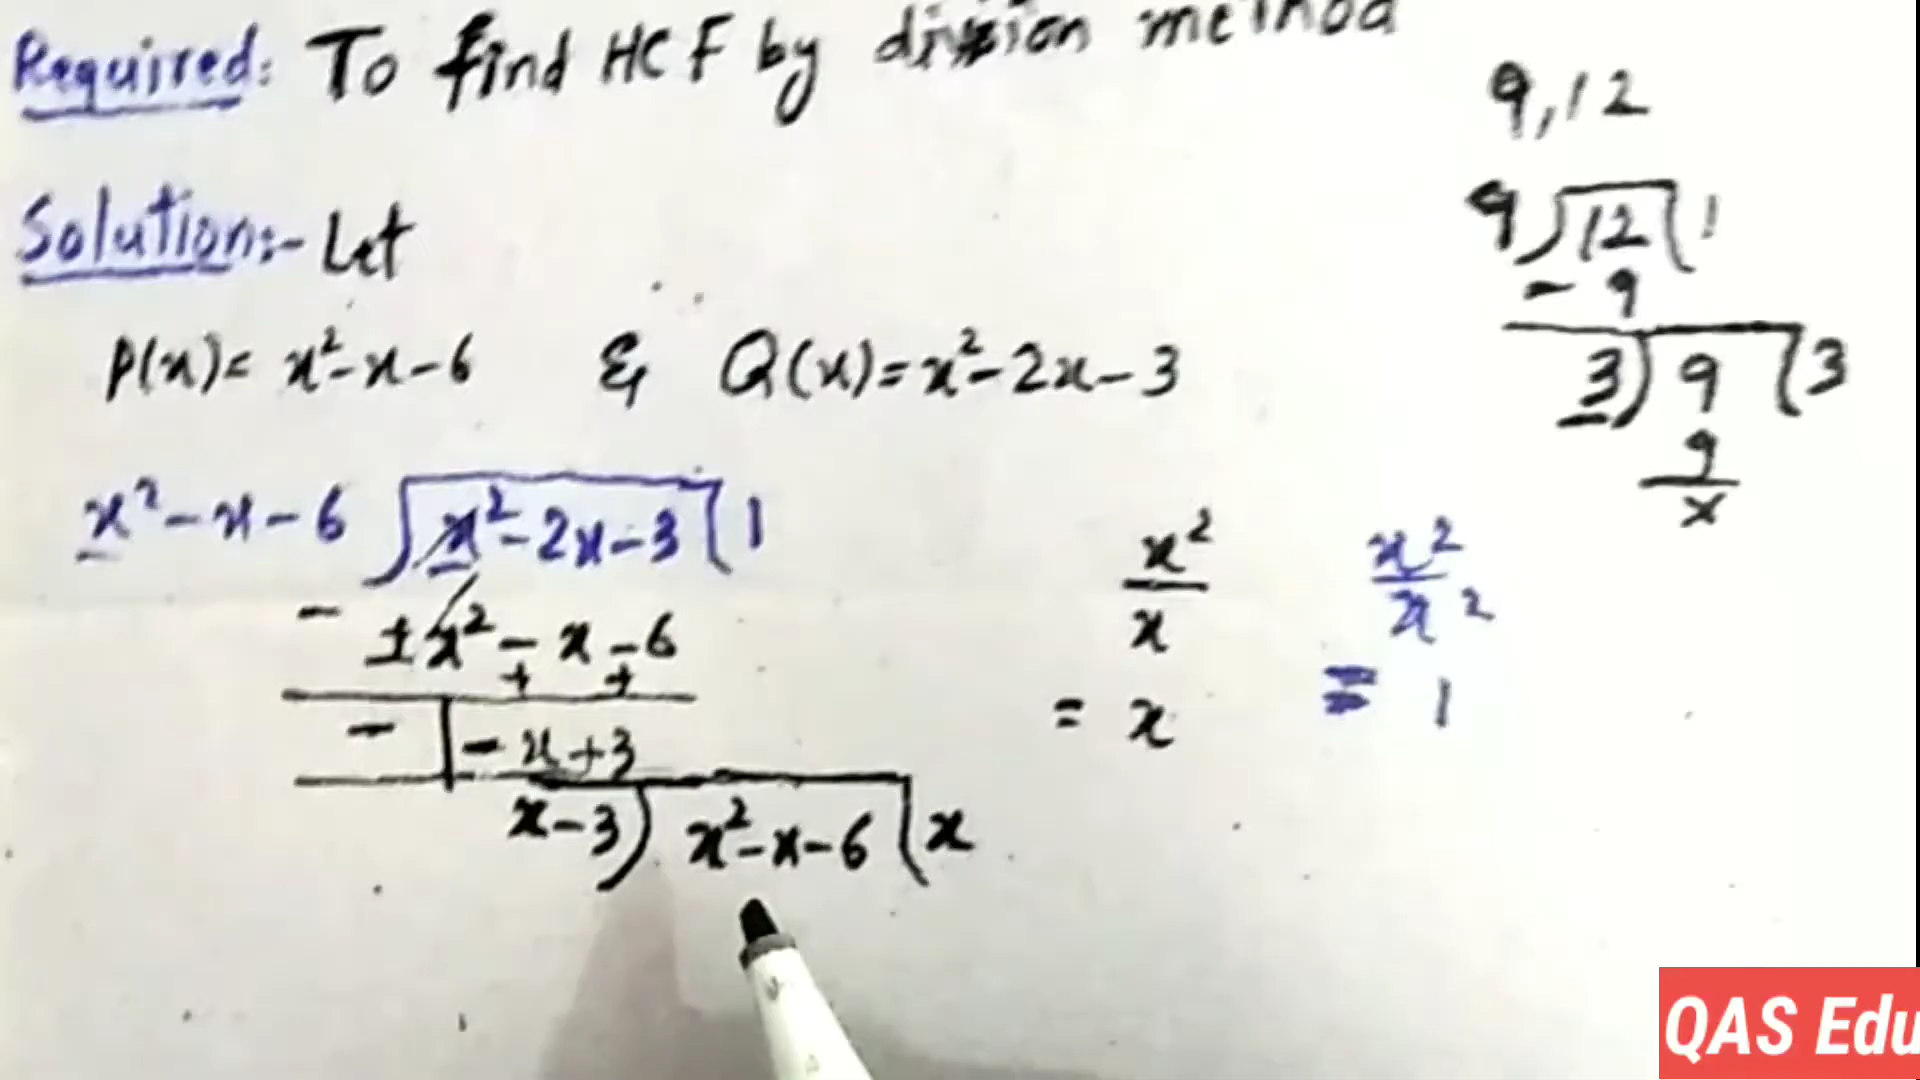 Required: To find HCF by division method
9,12
Solution:- Let
9)12(1
- 9
3)9(3
9
x
P(x)= x²-x-6 & Q(x)=x²-2x-3
x²-x-6)x²-2x-3(1
- ±x² - x - 6
+ +
- -x+3
x-3)x²-x-6(x
x²
x
= x
x²
x²
= 1
QAS Edu